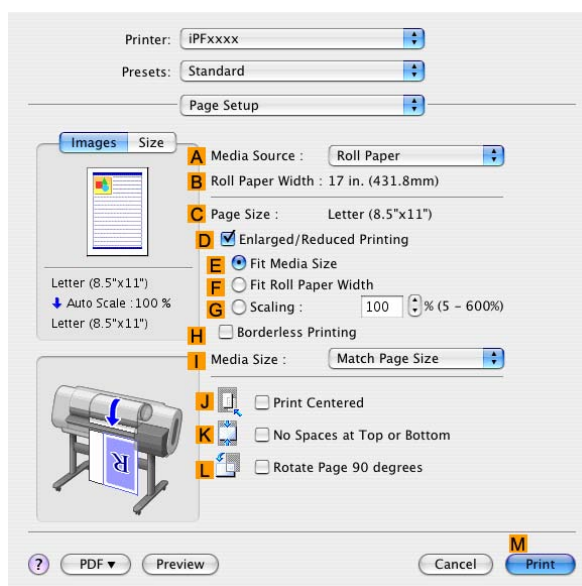 Printer: iPFxxxx
Presets: Standard
Page Setup
Images Size
A Media Source : Roll Paper
B Roll Paper Width : 17 in. (431.8mm)
C Page Size : Letter (8.5"x11")
D Enlarged/Reduced Printing
E Fit Media Size
F Fit Roll Paper Width
G Scaling : 100 % (5 - 600%)
H Borderless Printing
I Media Size : Match Page Size
Letter (8.5"x11")
Auto Scale :100 %
Letter (8.5"x11")
J Print Centered
K No Spaces at Top or Bottom
L Rotate Page 90 degrees
R
M
? PDF▼ Preview Cancel Print